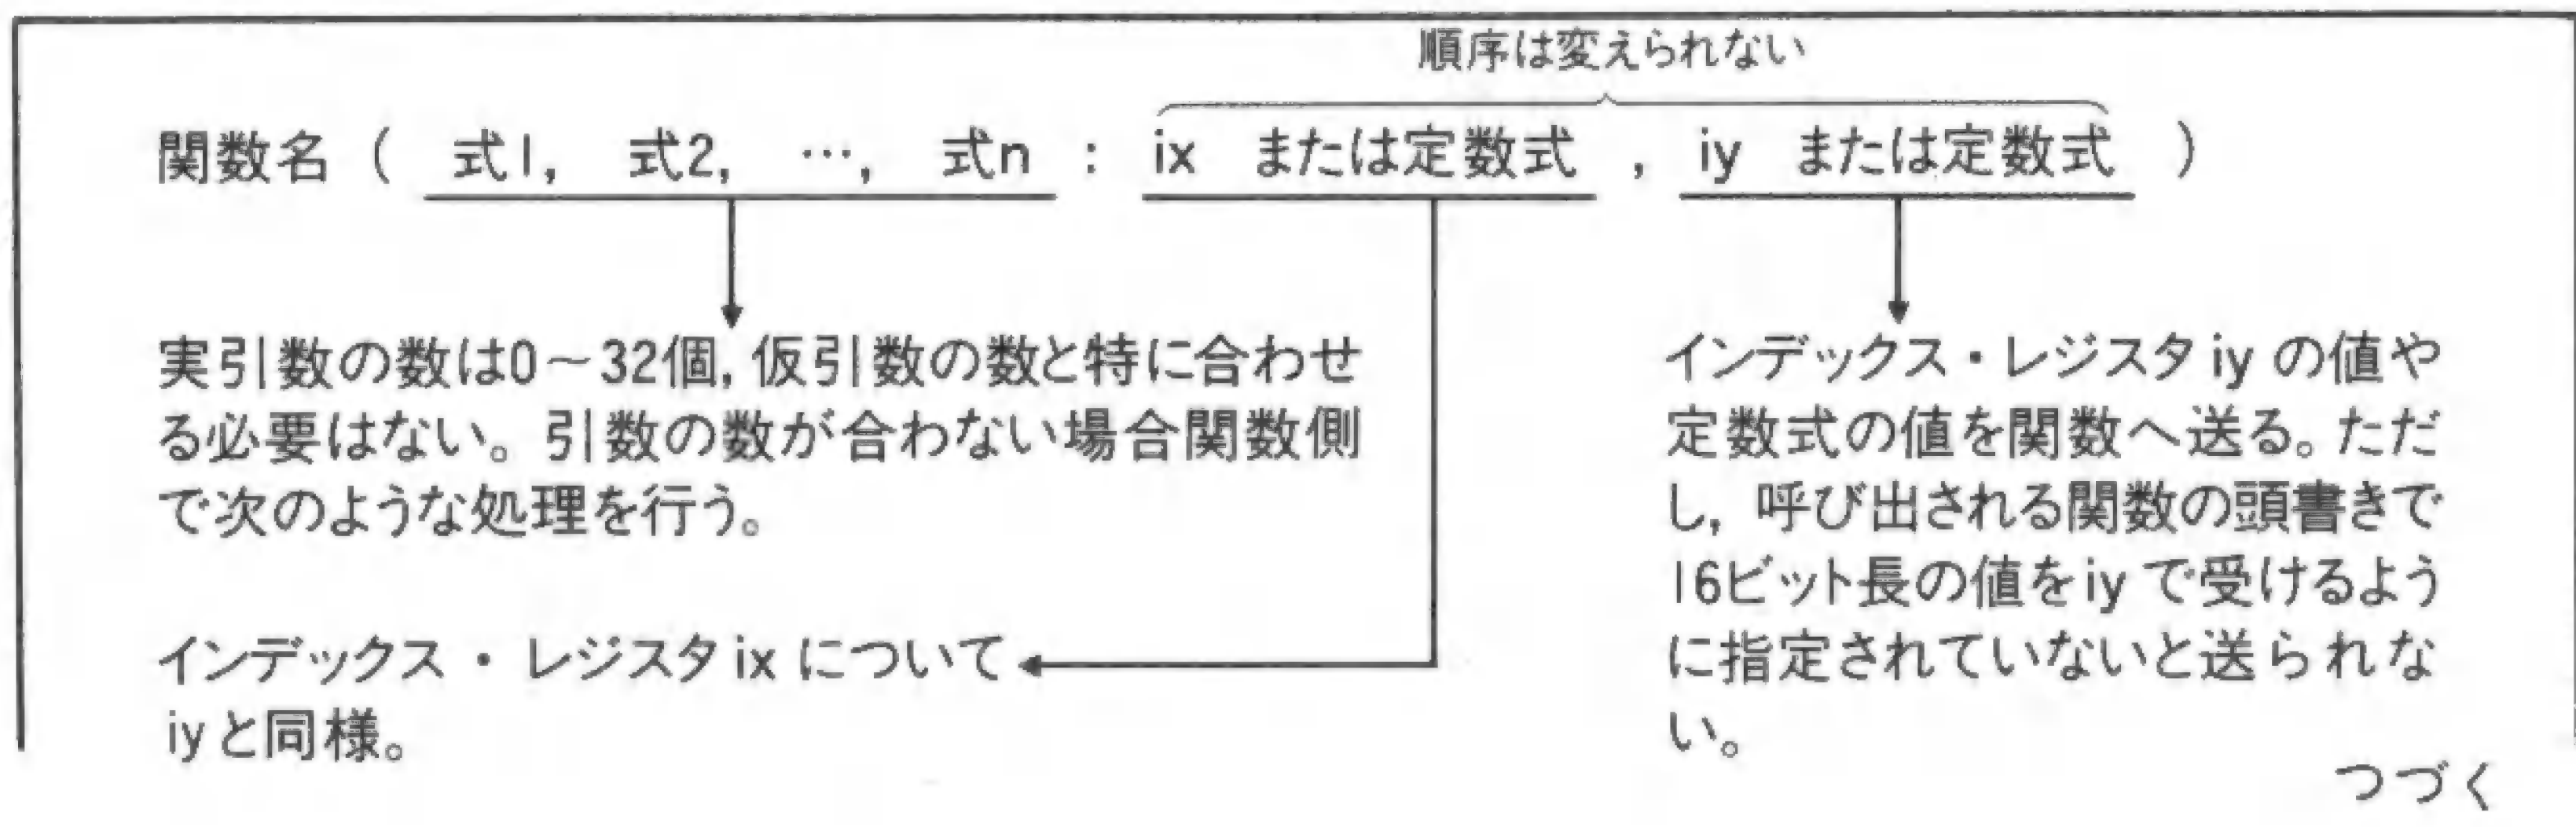 順序は変えられない
関数名 ( 式1, 式2, …, 式n : ix または定数式 , iy または定数式 )
実引数の数は0～32個, 仮引数の数と特に合わせ
る必要はない。引数の数が合わない場合関数側
で次のような処理を行う。
インデックス・レジスタ ix について
iyと同様。
インデックス・レジスタ iy の値や
定数式の値を関数へ送る。ただ
し, 呼び出される関数の頭書きで
16ビット長の値をiy で受けるよう
に指定されていないと送られな
い。
つづく